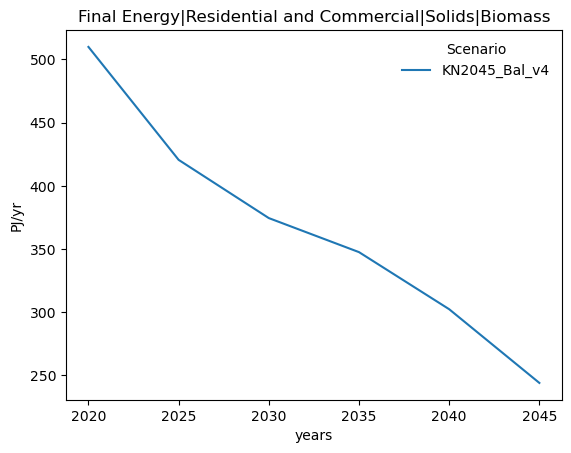 Final Energy|Residential and Commercial|Solids|Biomass
Scenario
KN2045_Bal_v4
500
450
400
350
300
250
PJ/yr
2020 2025 2030 2035 2040 2045
years